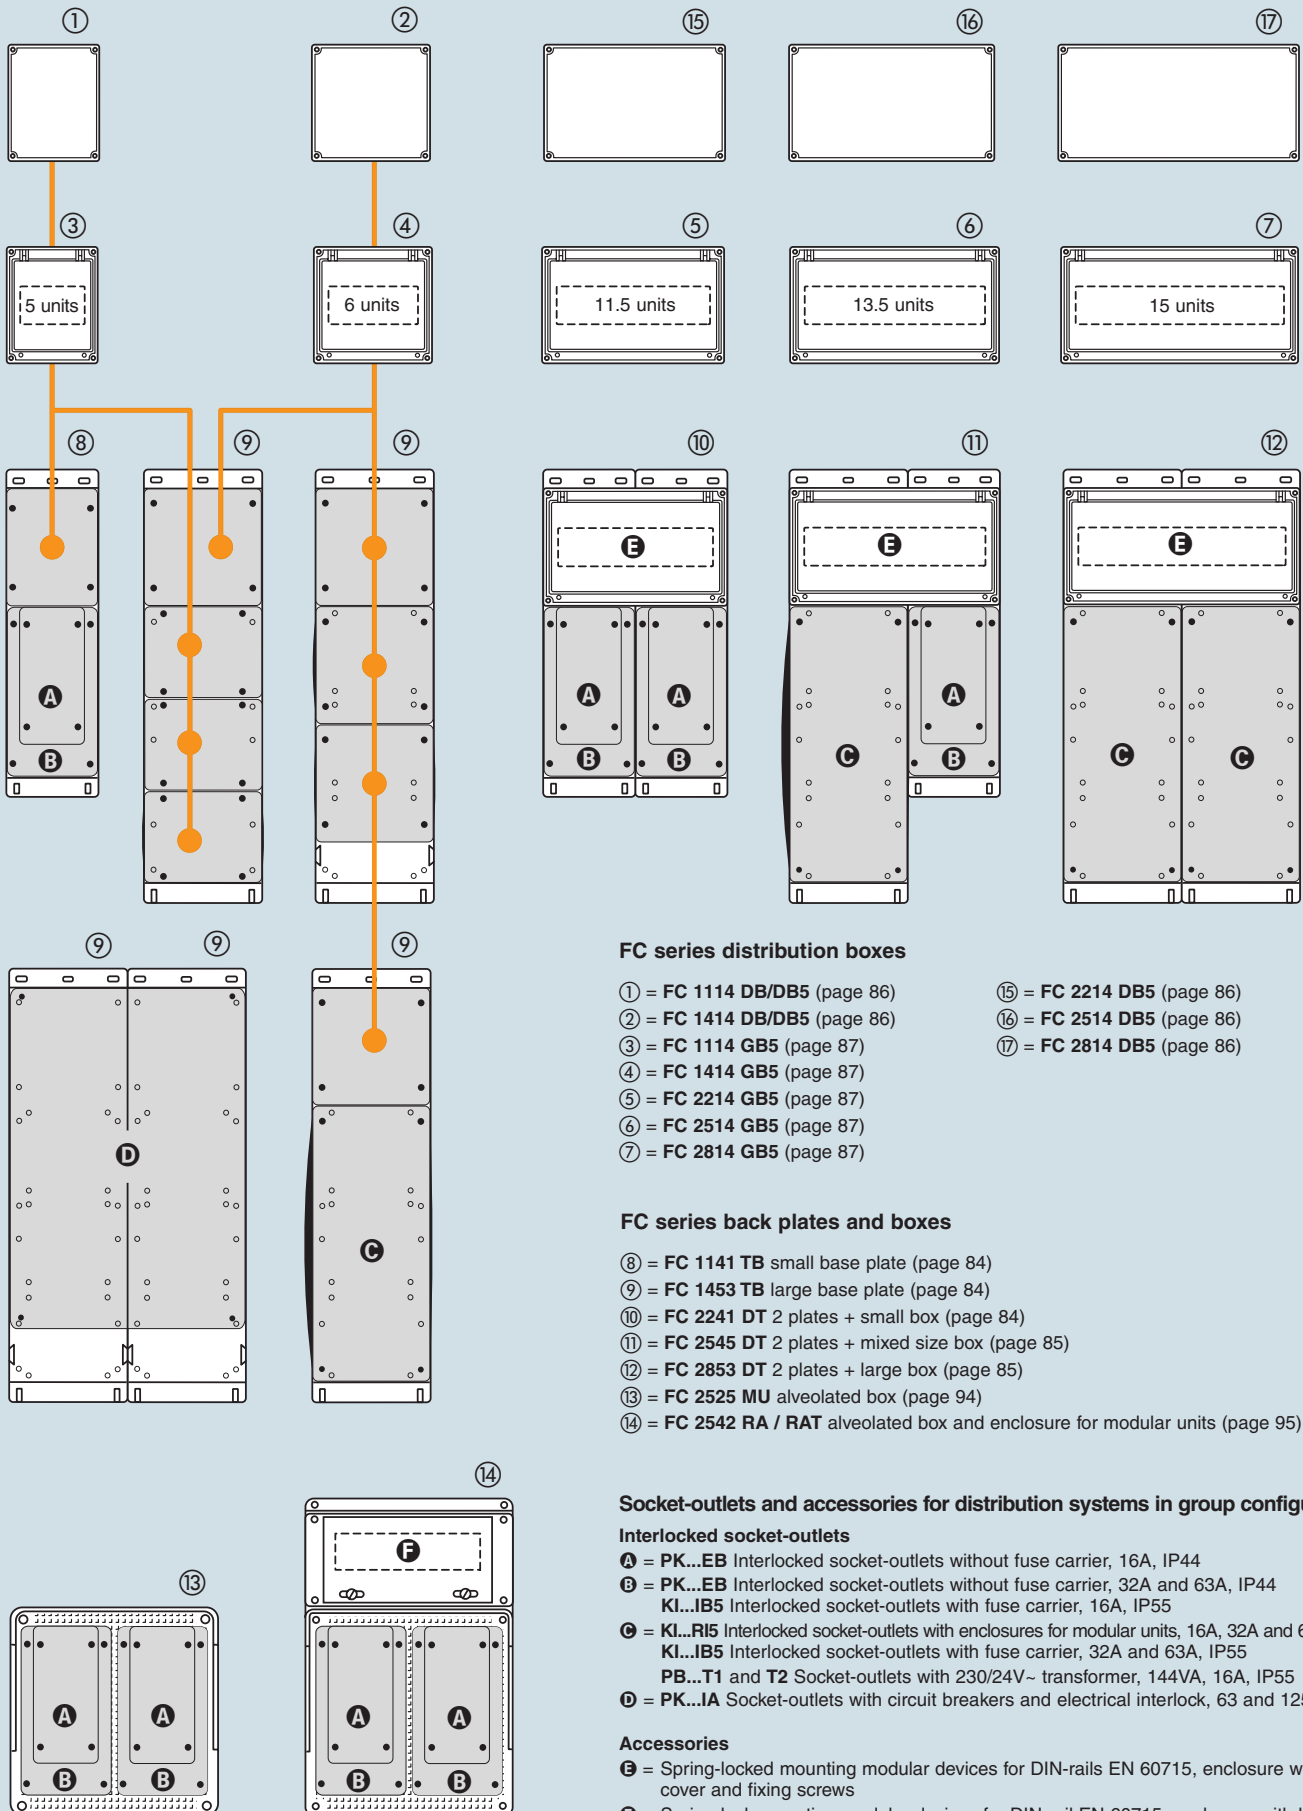 ① ② ⑮ ⑯ ⑰
③ ④ ⑤ ⑥ ⑦
5 units 6 units 11.5 units 13.5 units 15 units
⑧ ⑨ ⑨ ⑩ ⑪ ⑫
E E E
A A A A
B B B B
C C C
⑨ ⑨ ⑨
D
C
FC series distribution boxes
① = FC 1114 DB/DB5 (page 86)
② = FC 1414 DB/DB5 (page 86)
③ = FC 1114 GB5 (page 87)
④ = FC 1414 GB5 (page 87)
⑤ = FC 2214 GB5 (page 87)
⑥ = FC 2514 GB5 (page 87)
⑦ = FC 2814 GB5 (page 87)
⑮ = FC 2214 DB5 (page 86)
⑯ = FC 2514 DB5 (page 86)
⑰ = FC 2814 DB5 (page 86)
FC series back plates and boxes
⑧ = FC 1141 TB small base plate (page 84)
⑨ = FC 1453 TB large base plate (page 84)
⑩ = FC 2241 DT 2 plates + small box (page 84)
⑪ = FC 2545 DT 2 plates + mixed size box (page 85)
⑫ = FC 2853 DT 2 plates + large box (page 85)
⑬ = FC 2525 MU alveolated box (page 94)
⑭ = FC 2542 RA / RAT alveolated box and enclosure for modular units (page 95)
⑬ ⑭
F
A A A A
B B B B
Socket-outlets and accessories for distribution systems in group
Interlocked socket-outlets
A = PK...EB Interlocked socket-outlets without fuse carrier, 16A, IP44
B = PK...EB Interlocked socket-outlets without fuse carrier, 32A and 63A, IP44
KI...IB5 Interlocked socket-outlets with fuse carrier, 16A, IP55
C = KI...RI5 Interlocked socket-outlets with enclosures for modular units, 16A, 32A and
KI...IB5 Interlocked socket-outlets with fuse carrier, 32A and 63A, IP55
PB...T1 and T2 Socket-outlets with 230/24V~ transformer, 144VA, 16A, IP55
D = PK...IA Socket-outlets with circuit breakers and electrical interlock, 63 and
Accessories
E = Spring-locked mounting modular devices for DIN-rails EN 60715, enclosure
cover and fixing screws